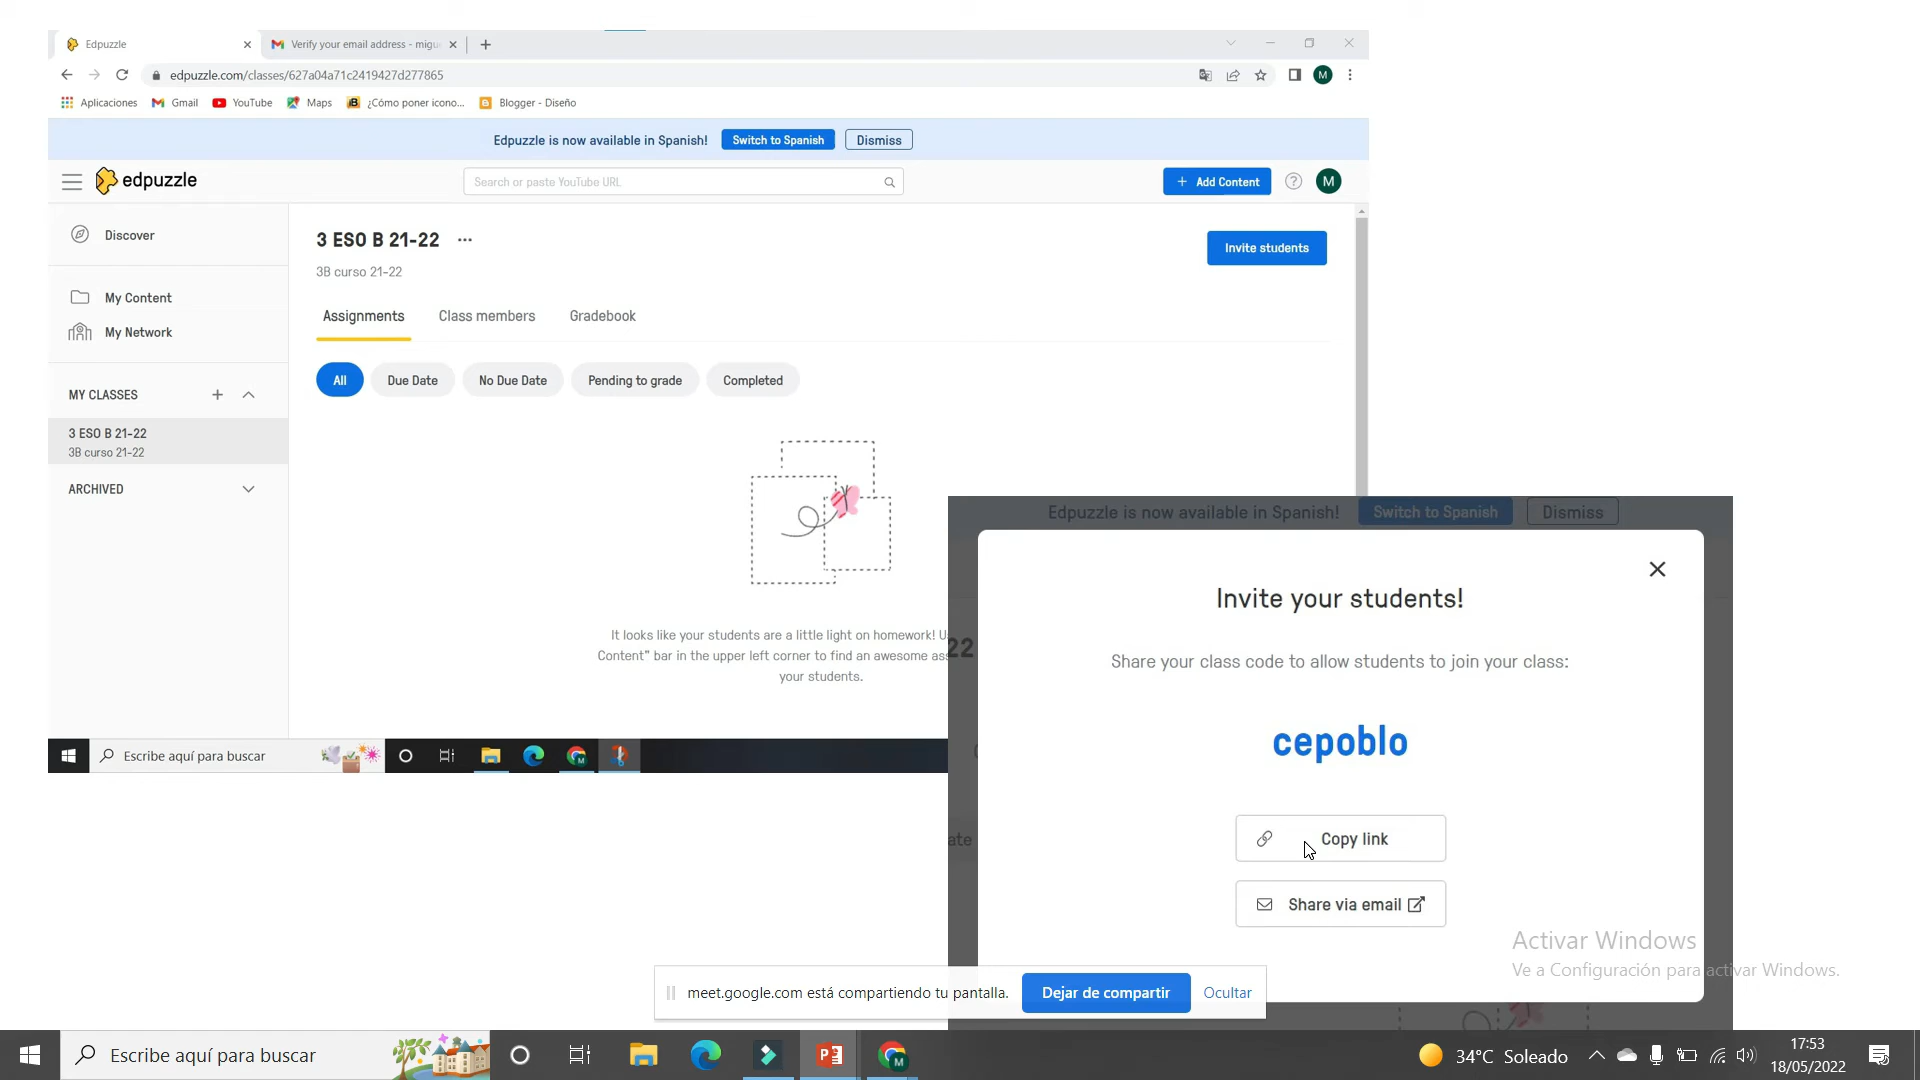 Edpuzzle
Verify your email address - migu
edpuzzle.com/classes/627a04a71c2419427d277865
M
Aplicaciones
Gmail
YouTube
Maps
¿Cómo poner icono...
Blogger - Diseño
Edpuzzle is now available in Spanish!
Switch to Spanish
Dismiss
edpuzzle
Search or paste YouTube URL
+ Add Content
?
M
Discover
My Content
My Network
MY CLASSES
3 ESO B 21-22
3B curso 21-22
ARCHIVED
3 ESO B 21-22 ...
3B curso 21-22
Invite students
Assignments
Class members
Gradebook
All
Due Date
No Due Date
Pending to grade
Completed
It looks like your students are a little light on homework! U
Content" bar in the upper left corner to find an awesome as
your students.
Escribe aquí para buscar
Edpuzzle is now available in Spanish!
Switch to Spanish
Dismiss
22
ate
Invite your students!
Share your class code to allow students to join your class:
cepoblo
Copy link
Share via email
Activar Windows
Ve a Configuración para activar Windows.
meet.google.com está compartiendo tu pantalla.
Dejar de compartir
Ocultar
Escribe aquí para buscar
34°C Soleado
17:53
18/05/2022